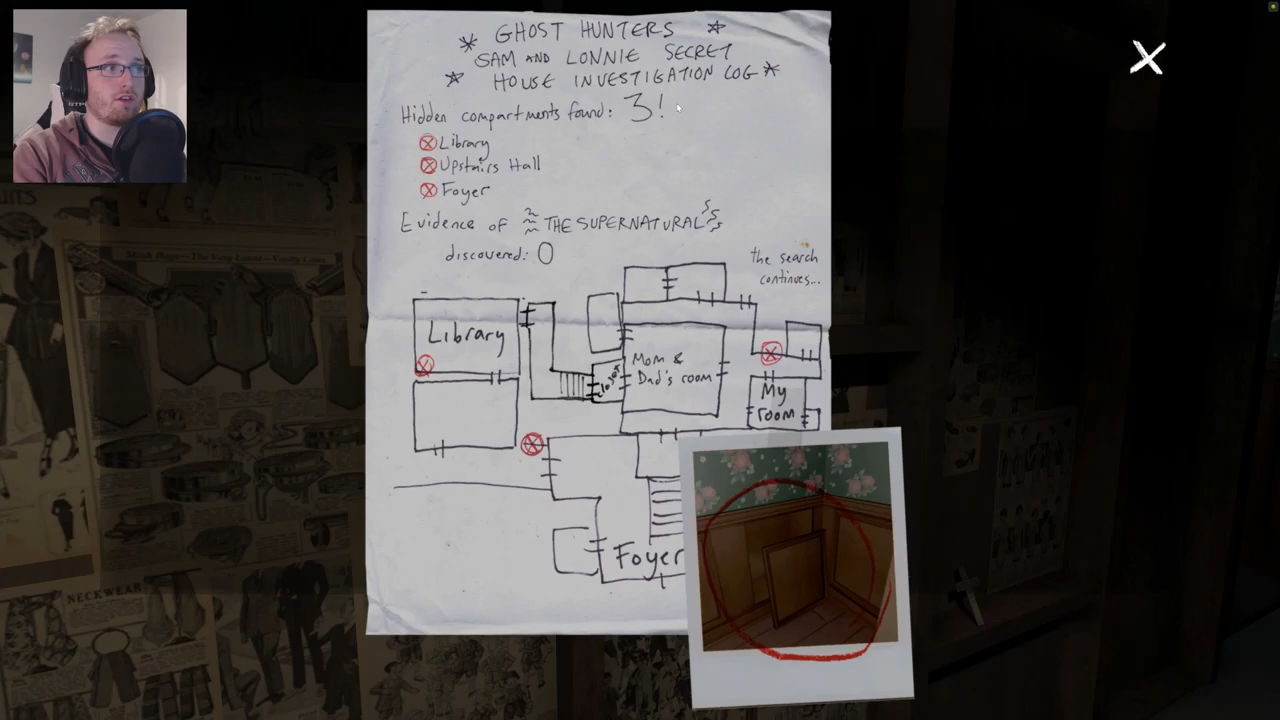 GHOST HUNTERS
SAM AND LONNIE SECRET
HOUSE INVESTIGATION LOG
Hidden compartments found: 3!
Library
Upstairs Hall
Foyer
Evidence of THE SUPERNATURAL
discovered: 0
the search
continues...
Library
Mom &
Dad's room
Closet
My
room
Foyer
NECKWEAR